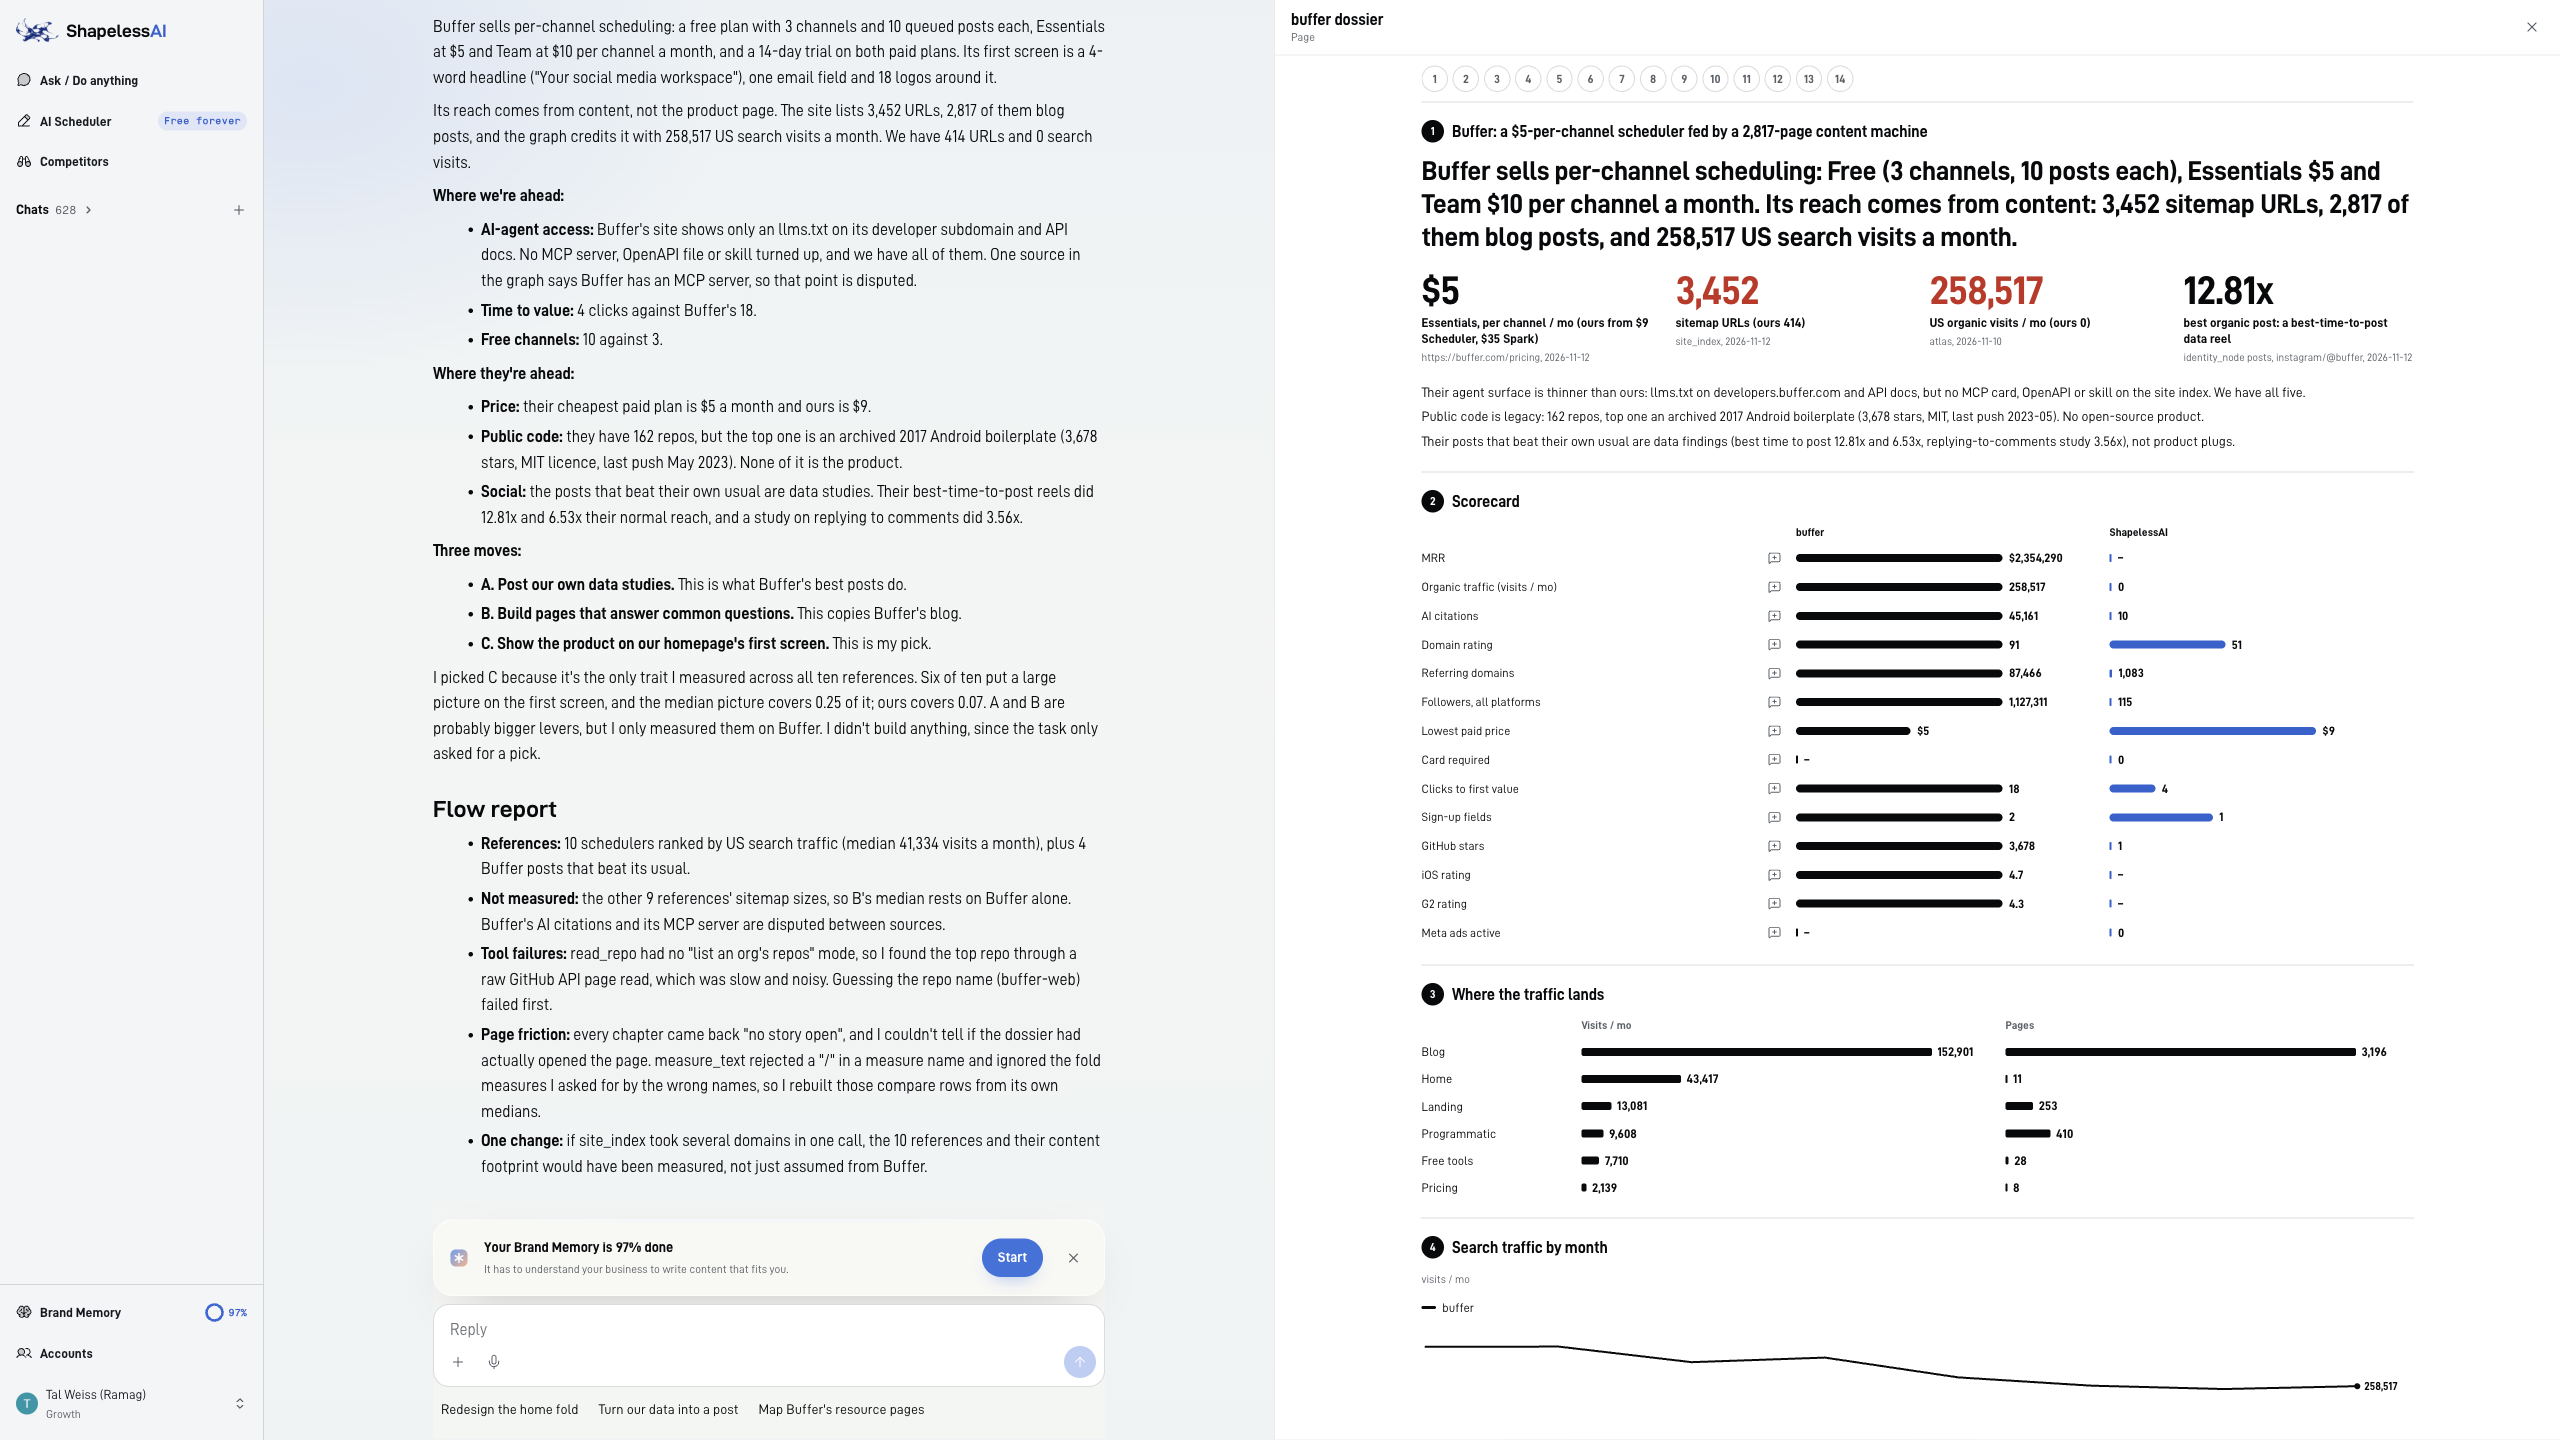 ShapelessAI
Ask / Do anything
AI Scheduler
Free forever
Competitors
Chats 628
Brand Memory
97%
Accounts
T
Tal Weiss (Ramag)
Growth
Buffer sells per-channel scheduling: a free plan with 3 channels and 10 queued posts each, Essentials
at $5 and Team at $10 per channel a month, and a 14-day trial on both paid plans. Its first screen is a 4-
word headline ("Your social media workspace"), one email field and 18 logos around it.
Its reach comes from content, not the product page. The site lists 3,452 URLs, 2,817 of them blog
posts, and the graph credits it with 258,517 US search visits a month. We have 414 URLs and 0 search
visits.
Where we're ahead:
• AI-agent access: Buffer's site shows only an llms.txt on its developer subdomain and API
docs. No MCP server, OpenAPI file or skill turned up, and we have all of them. One source in
the graph says Buffer has an MCP server, so that point is disputed.
• Time to value: 4 clicks against Buffer's 18.
• Free channels: 10 against 3.
Where they're ahead:
• Price: their cheapest paid plan is $5 a month and ours is $9.
• Public code: they have 162 repos, but the top one is an archived 2017 Android boilerplate (3,678
stars, MIT licence, last push May 2023). None of it is the product.
• Social: the posts that beat their own usual are data studies. Their best-time-to-post reels did
12.81x and 6.53x their normal reach, and a study on replying to comments did 3.56x.
Three moves:
• A. Post our own data studies. This is what Buffer's best posts do.
• B. Build pages that answer common questions. This copies Buffer's blog.
• C. Show the product on our homepage's first screen. This is my pick.
I picked C because it's the only trait I measured across all ten references. Six of ten put a large
picture on the first screen, and the median picture covers 0.25 of it; ours covers 0.07. A and B are
probably bigger levers, but I only measured them on Buffer. I didn't build anything, since the task only
asked for a pick.
Flow report
• References: 10 schedulers ranked by US search traffic (median 41,334 visits a month), plus 4
Buffer posts that beat its usual.
• Not measured: the other 9 references' sitemap sizes, so B's median rests on Buffer alone.
Buffer's AI citations and its MCP server are disputed between sources.
• Tool failures: read_repo had no "list an org's repos" mode, so I found the top repo through a
raw GitHub API page read, which was slow and noisy. Guessing the repo name (buffer-web)
failed first.
• Page friction: every chapter came back "no story open", and I couldn't tell if the dossier had
actually opened the page. measure_text rejected a "/" in a measure name and ignored the fold
measures I asked for by the wrong names, so I rebuilt those compare rows from its own
medians.
• One change: if site_index took several domains in one call, the 10 references and their content
footprint would have been measured, not just assumed from Buffer.
Your Brand Memory is 97% done
It has to understand your business to write content that fits you.
Start
Reply
Redesign the home fold
Turn our data into a post
Map Buffer's resource pages
buffer dossier
Page
1 2 3 4 5 6 7 8 9 10 11 12 13 14
1 Buffer: a $5-per-channel scheduler fed by a 2,817-page content machine
Buffer sells per-channel scheduling: Free (3 channels, 10 posts each), Essentials $5 and
Team $10 per channel a month. Its reach comes from content: 3,452 sitemap URLs, 2,817 of
them blog posts, and 258,517 US search visits a month.
$5
Essentials, per channel / mo (ours from $9
Scheduler, $35 Spark)
https://buffer.com/pricing, 2026-11-12
3,452
sitemap URLs (ours 414)
site_index, 2026-11-12
258,517
US organic visits / mo (ours 0)
atlas, 2026-11-10
12.81x
best organic post: a best-time-to-post
data reel
identity_node posts, instagram/@buffer, 2026-11-12
Their agent surface is thinner than ours: llms.txt on developers.buffer.com and API docs, but no MCP card, OpenAPI or skill on the site index. We have all five.
Public code is legacy: 162 repos, top one an archived 2017 Android boilerplate (3,678 stars, MIT, last push 2023-05). No open-source product.
Their posts that beat their own usual are data findings (best time to post 12.81x and 6.53x, replying-to-comments study 3.56x), not product plugs.
2 Scorecard
buffer ShapelessAI
MRR $2,354,290 –
Organic traffic (visits / mo) 258,517 0
AI citations 45,161 10
Domain rating 91 51
Referring domains 87,466 1,083
Followers, all platforms 1,127,311 115
Lowest paid price $5 $9
Card required – 0
Clicks to first value 18 4
Sign-up fields 2 1
GitHub stars 3,678 1
iOS rating 4.7 –
G2 rating 4.3 –
Meta ads active – 0
3 Where the traffic lands
Visits / mo Pages
Blog 152,901 3,196
Home 43,417 11
Landing 13,081 253
Programmatic 9,608 410
Free tools 7,710 28
Pricing 2,139 8
4 Search traffic by month
visits / mo
buffer
258,517